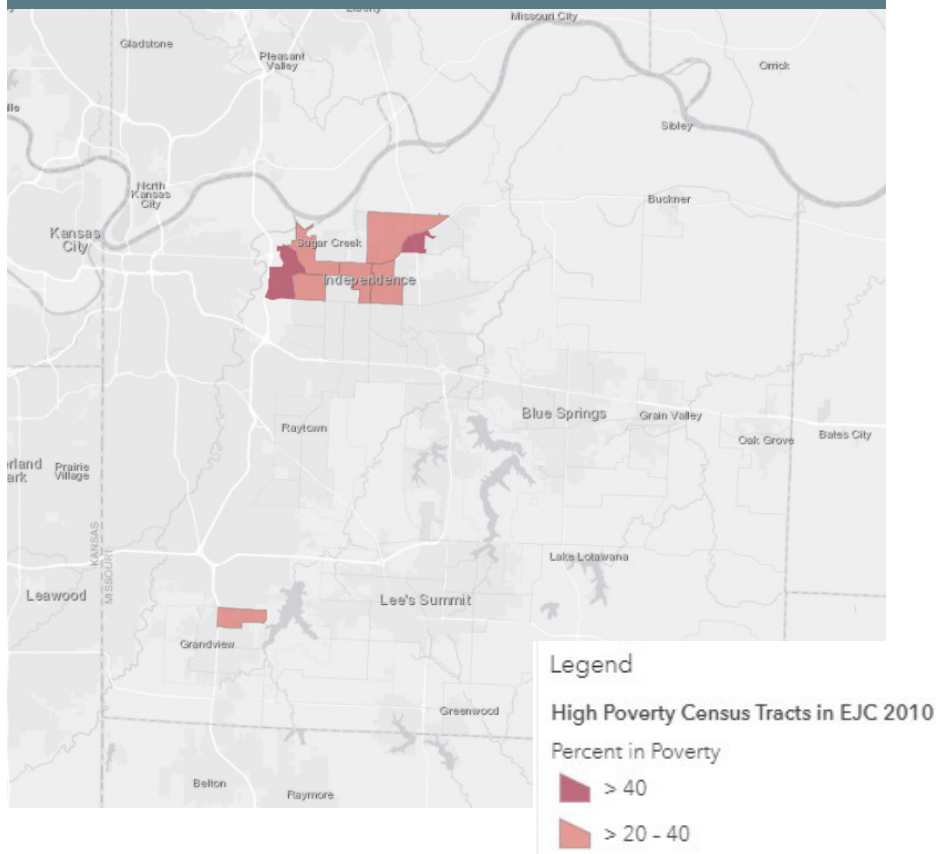 Missouri City
Liberty
Gladstone
Pleasant
Valley
Orrick
Sibley
North
Kansas
City
Buckner
Kansas
City
Sugar Creek
Independence
Blue Springs
Grain Valley
Raytown
Oak Grove
Bates City
Prairie
Village
KANSAS
MISSOURI
Lake Lotawana
Leawood
Lee's Summit
Grandview
Greenwood
Belton
Raymore
Legend
High Poverty Census Tracts in EJC 2010
Percent in Poverty
> 40
> 20 - 40